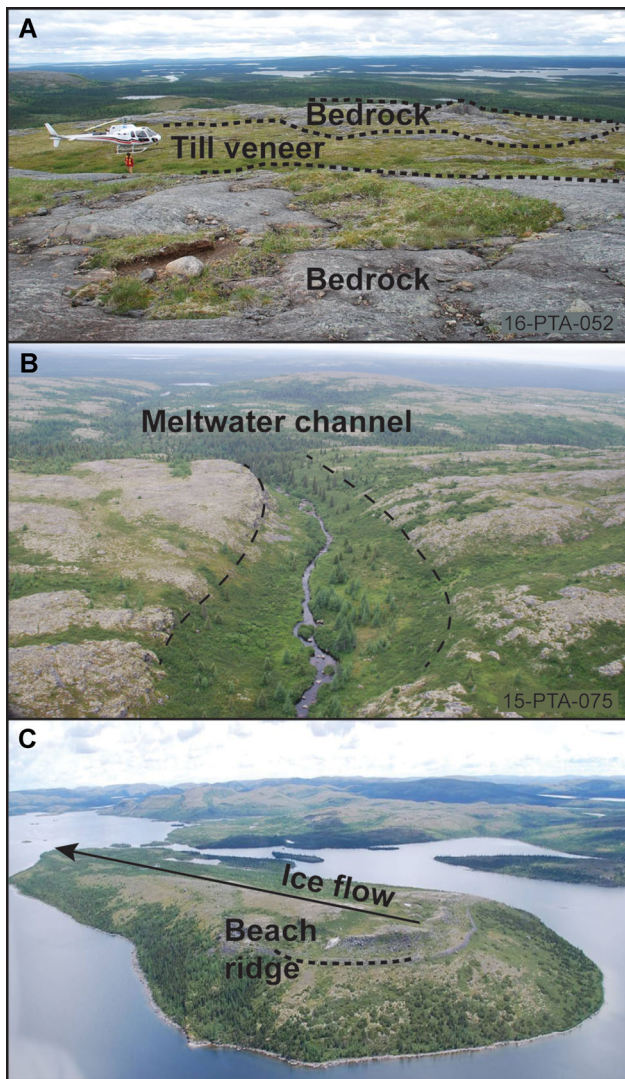 A
Bedrock
Till veneer
Bedrock
16-PTA-052
B
Meltwater channel
15-PTA-075
C
Ice flow
Beach
ridge